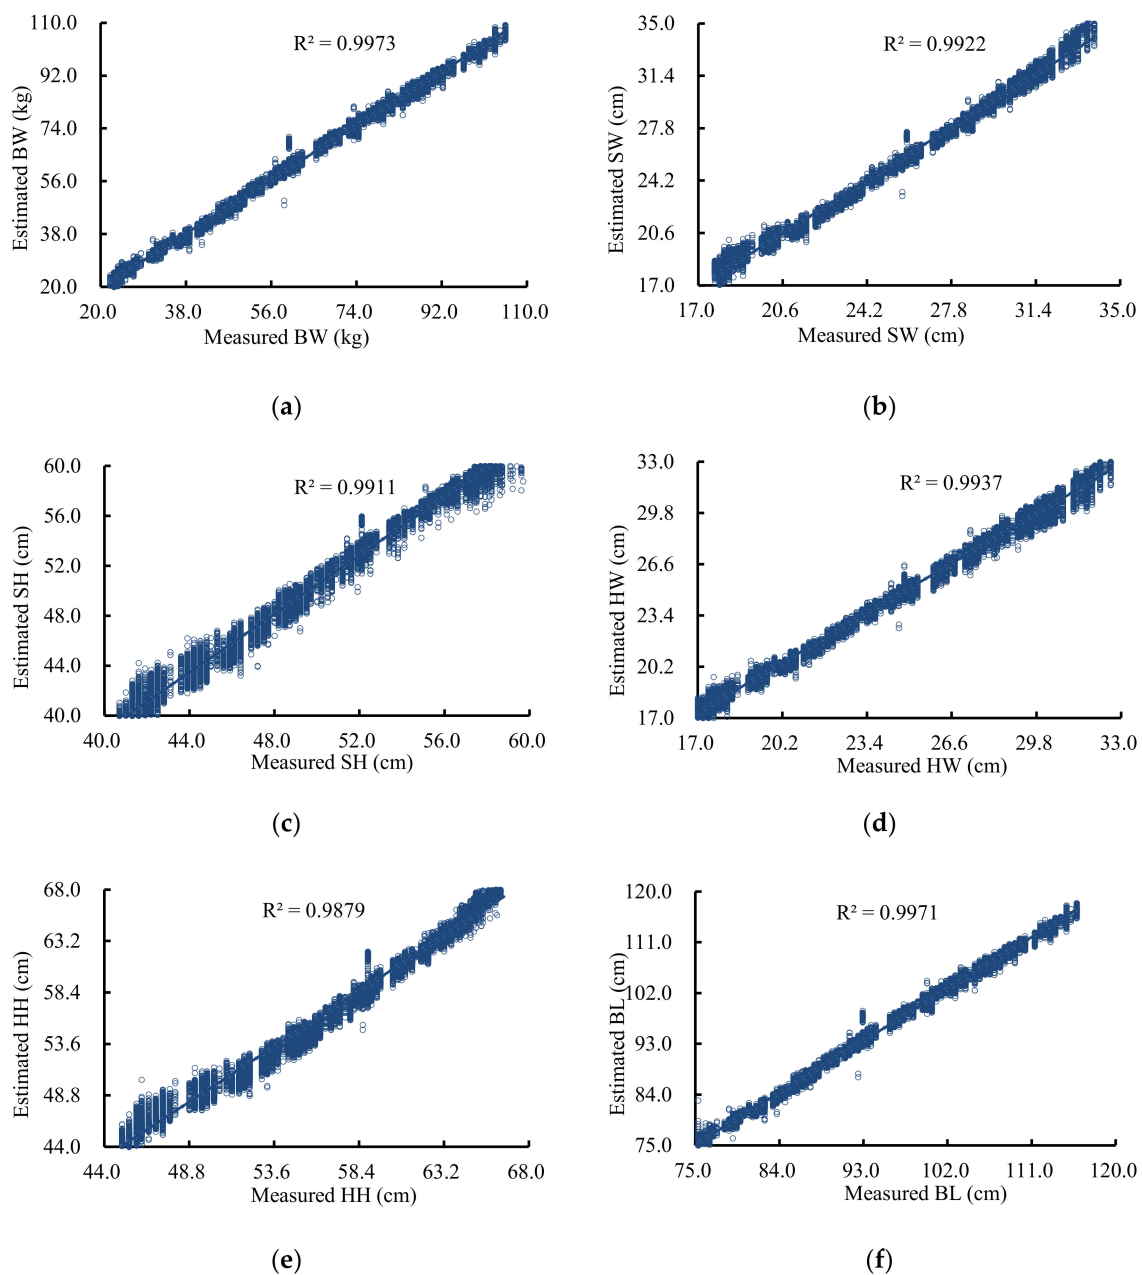 110.0
92.0
74.0
56.0
38.0
20.0
Estimated BW (kg)
R² = 0.9973
20.0 38.0 56.0 74.0 92.0 110.0
Measured BW (kg)
(a)
35.0
31.4
27.8
24.2
20.6
17.0
Estimated SW (cm)
R² = 0.9922
17.0 20.6 24.2 27.8 31.4 35.0
Measured SW (cm)
(b)
60.0
56.0
52.0
48.0
44.0
40.0
Estimated SH (cm)
R² = 0.9911
40.0 44.0 48.0 52.0 56.0 60.0
Measured SH (cm)
(c)
33.0
29.8
26.6
23.4
20.2
17.0
Estimated HW (cm)
R² = 0.9937
17.0 20.2 23.4 26.6 29.8 33.0
Measured HW (cm)
(d)
68.0
63.2
58.4
53.6
48.8
44.0
Estimated HH (cm)
R² = 0.9879
44.0 48.8 53.6 58.4 63.2 68.0
Measured HH (cm)
(e)
120.0
111.0
102.0
93.0
84.0
75.0
Estimated BL (cm)
R² = 0.9971
75.0 84.0 93.0 102.0 111.0 120.0
Measured BL (cm)
(f)